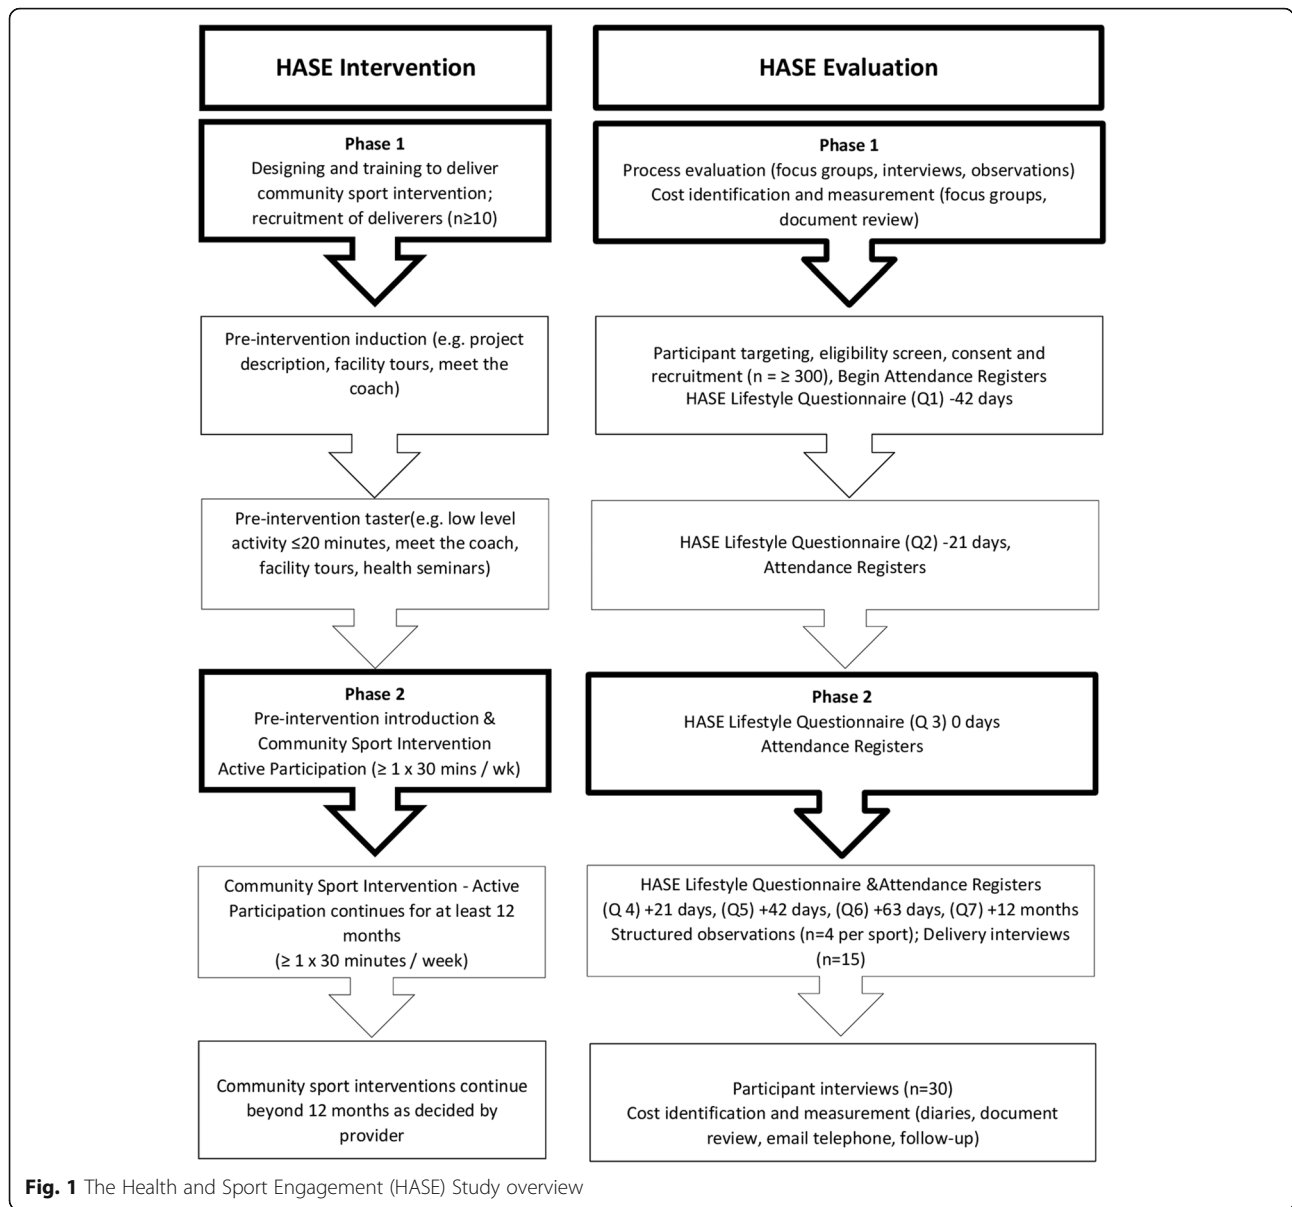 HASE Intervention
Phase 1
Designing and training to deliver
community sport intervention;
recruitment of deliverers (n≥10)
Pre-intervention induction (e.g. project
description, facility tours, meet the
coach)
Pre-intervention taster(e.g. low level
activity ≤20 minutes, meet the coach,
facility tours, health seminars)
Phase 2
Pre-intervention introduction &
Community Sport Intervention
Active Participation (≥ 1 x 30 mins / wk)
Community Sport Intervention - Active
Participation continues for at least 12
months
(≥ 1 x 30 minutes / week)
Community sport interventions continue
beyond 12 months as decided by
provider
HASE Evaluation
Phase 1
Process evaluation (focus groups, interviews, observations)
Cost identification and measurement (focus groups,
document review)
Participant targeting, eligibility screen, consent and
recruitment (n = ≥ 300), Begin Attendance Registers
HASE Lifestyle Questionnaire (Q1) -42 days
HASE Lifestyle Questionnaire (Q2) -21 days,
Attendance Registers
Phase 2
HASE Lifestyle Questionnaire (Q 3) 0 days
Attendance Registers
HASE Lifestyle Questionnaire &Attendance Registers
(Q 4) +21 days, (Q5) +42 days, (Q6) +63 days, (Q7) +12 months
Structured observations (n=4 per sport); Delivery interviews
(n=15)
Participant interviews (n=30)
Cost identification and measurement (diaries, document
review, email telephone, follow-up)
Fig. 1 The Health and Sport Engagement (HASE) Study overview